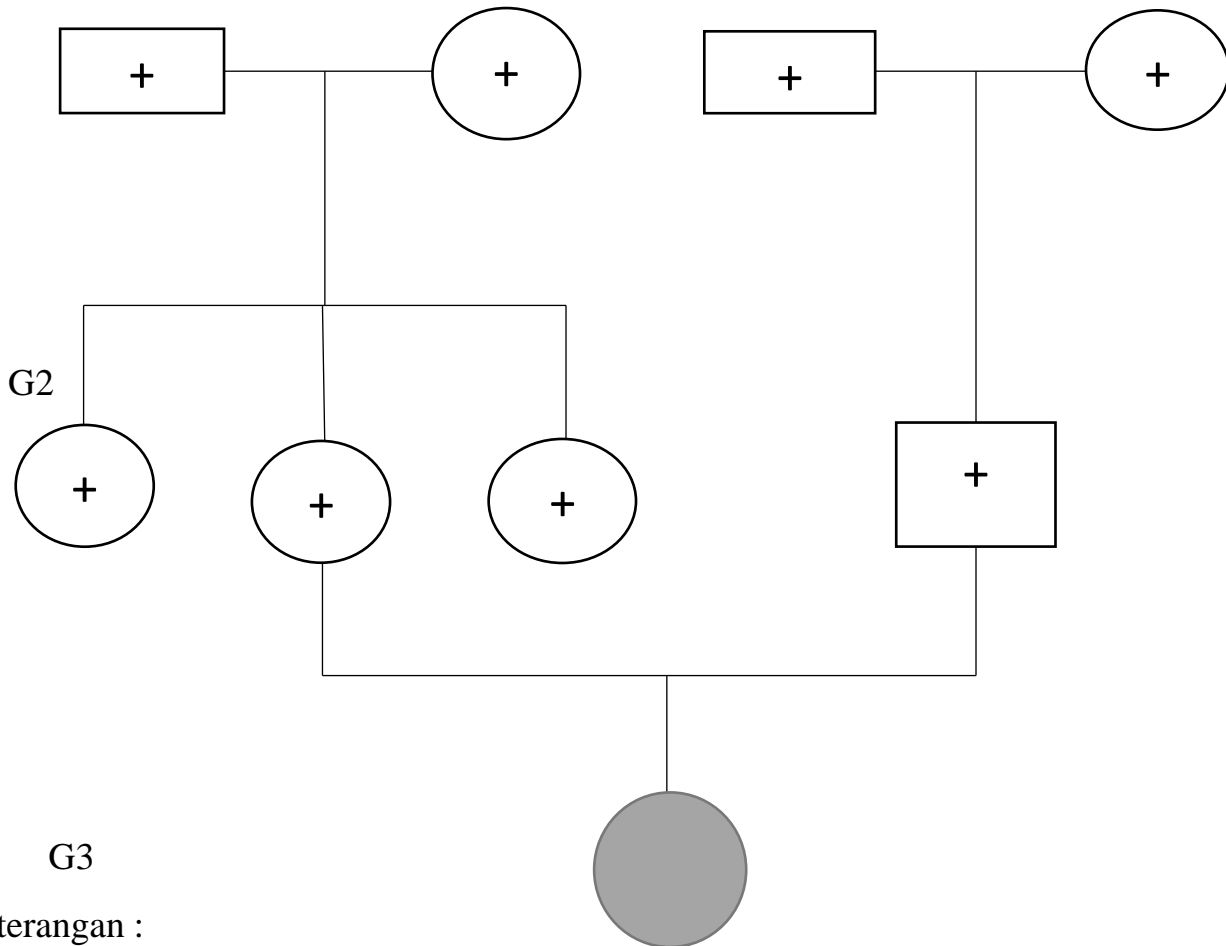 + + + +
G2
+ + + +
G3
terangan :